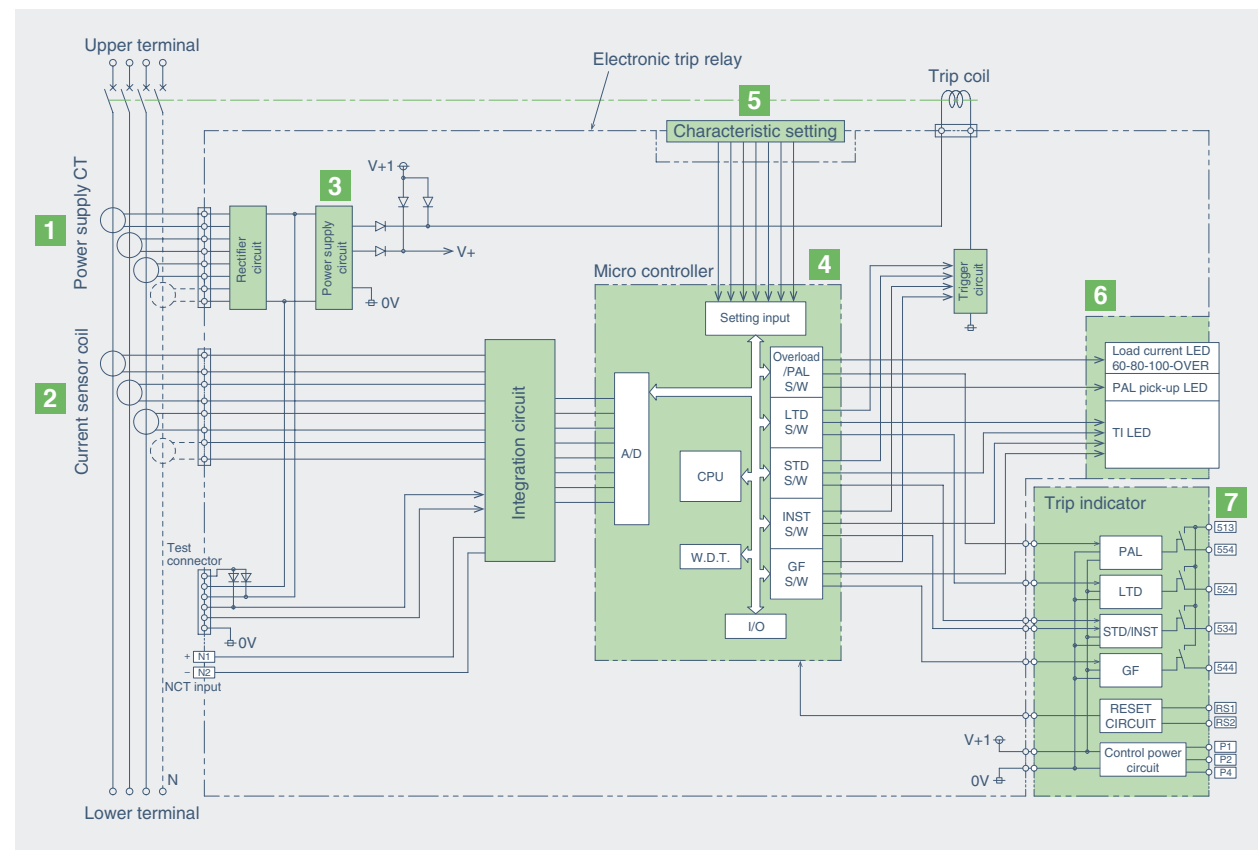 Upper terminal
Electronic trip relay
Trip coil
5
Characteristic setting
1
Power supply CT
3
V+1
Rectifier
circuit
Power supply
circuit
V+
0V
Micro controller
4
Trigger
circuit
Setting input
6
2
Current sensor coil
Integration circuit
A/D
CPU
W.D.T.
I/O
Overload
/PAL
S/W
LTD
S/W
STD
S/W
INST
S/W
GF
S/W
Load current LED
60-80-100-OVER
PAL pick-up LED
TI LED
Trip indicator
7
PAL
LTD
STD/INST
GF
RESET
CIRCUIT
Control power
circuit
513
554
524
534
544
RS1
RS2
P1
P2
P4
V+1
0V
Test
connector
0V
+ N1
− N2
NCT input
N
Lower terminal